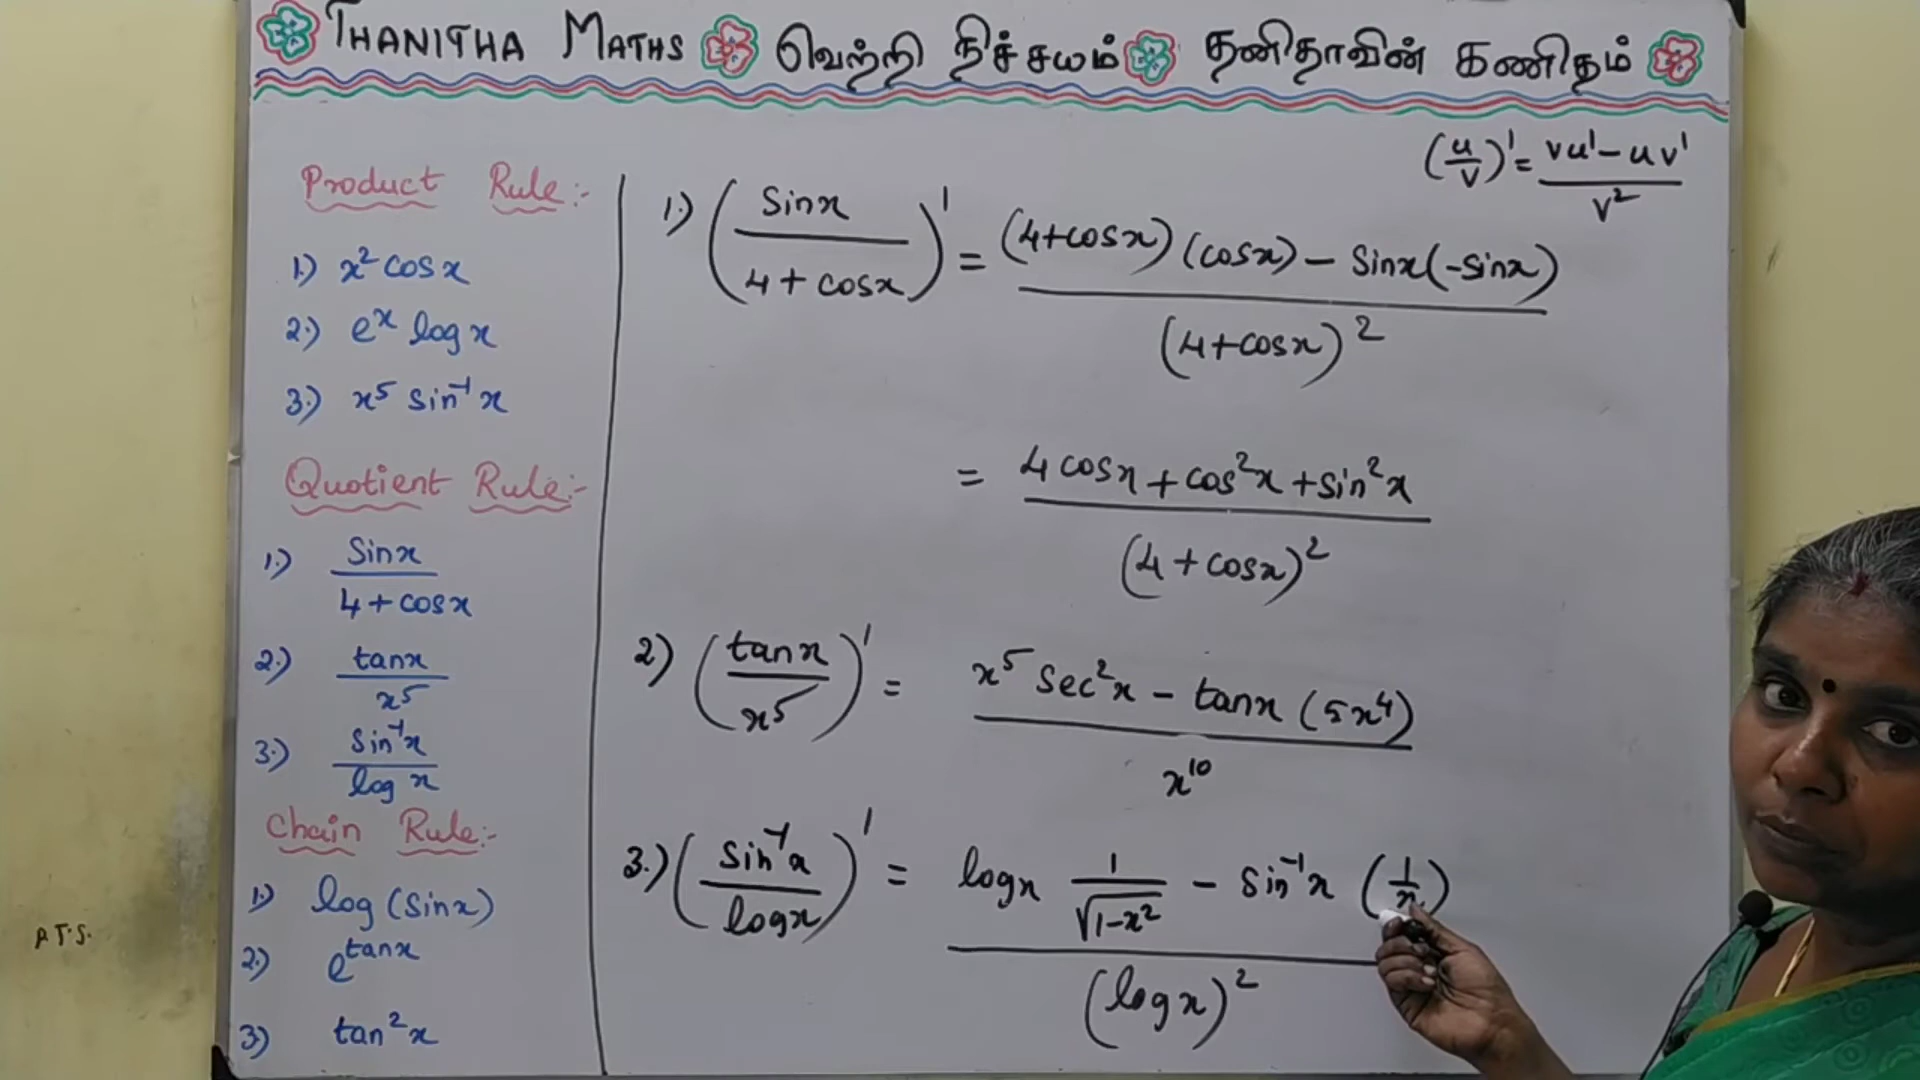 THANITHA MATHS வெற்றி நிச்சயம் தனிதாவின் கணிதம்
(u/v)' = (vu' - uv')/v²
Product Rule:-
1.) x² cos x
2.) eˣ log x
3.) x⁵ sin⁻¹ x
Quotient Rule:-
1.) Sinx / 4 + cosx
2.) tanx / x⁵
3.) sin⁻¹x / log x
Chain Rule:-
1.) log (sinx)
2.) e^tanx
3.) tan²x
1.) (Sinx / 4 + cosx)' = ((4+cosx)(cosx) - Sinx(-sinx)) / (4+cosx)²
= (4 cosx + cos²x + sin²x) / (4 + cosx)²
2) (tanx / x⁵)' = (x⁵ sec²x - tanx (5x⁴)) / x¹⁰
3.) (sin⁻¹x / logx)' = (logx 1/√(1-x²) - sin⁻¹x (1/x)) / (logx)²
P.T.S.